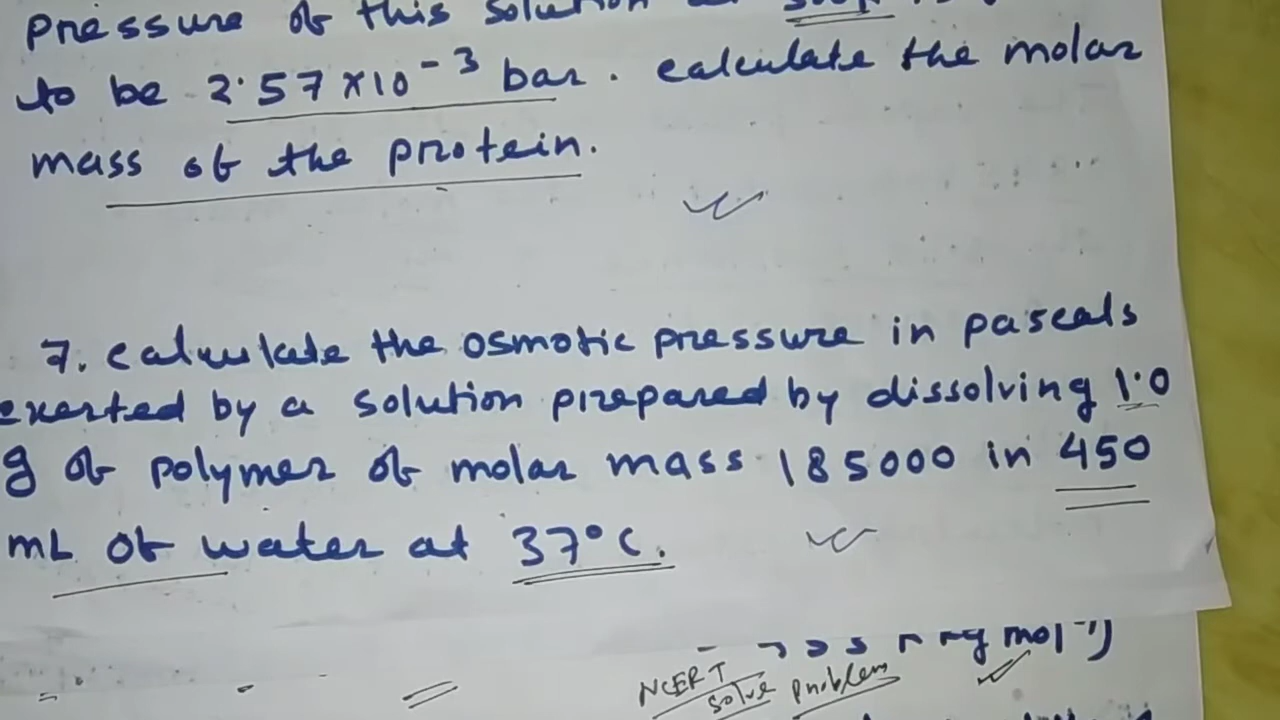 pressure of this solution
to be 2.57 x 10⁻³ bar. calculate the molar
mass of the protein.
7. calculate the osmotic pressure in pascals
exerted by a solution prepared by dissolving 1.0
g of polymer of molar mass 185000 in 450
mL of water at 37°C.
mol⁻¹)
NCERT
solve problem